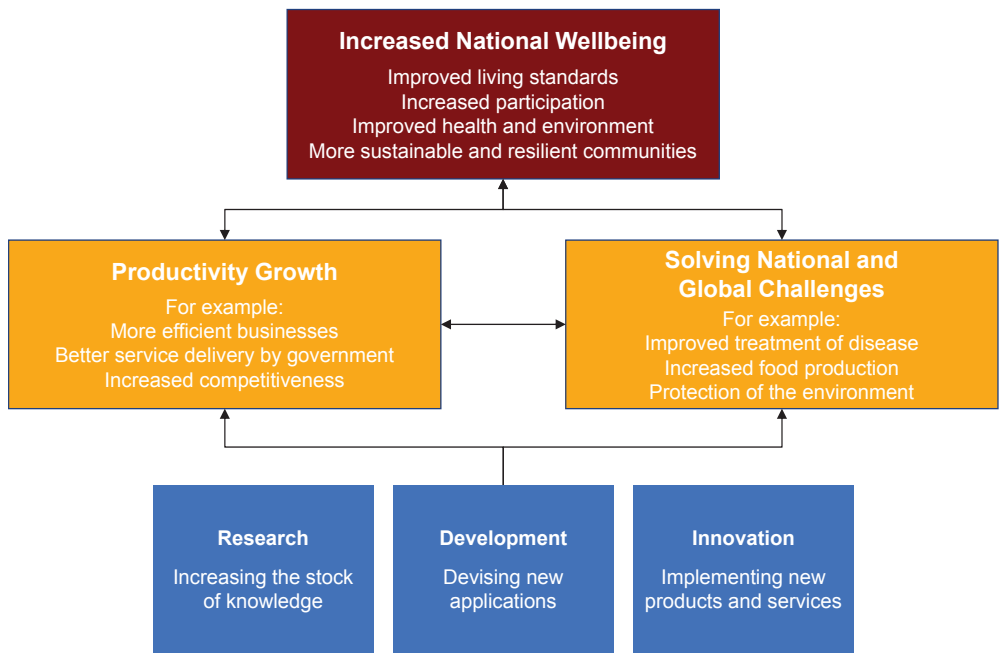 Increased National Wellbeing
Improved living standards
Increased participation
Improved health and environment
More sustainable and resilient communities
Productivity Growth
For example:
More efficient businesses
Better service delivery by government
Increased competitiveness
Solving National and
Global Challenges
For example:
Improved treatment of disease
Increased food production
Protection of the environment
Research
Increasing the stock
of knowledge
Development
Devising new
applications
Innovation
Implementing new
products and services